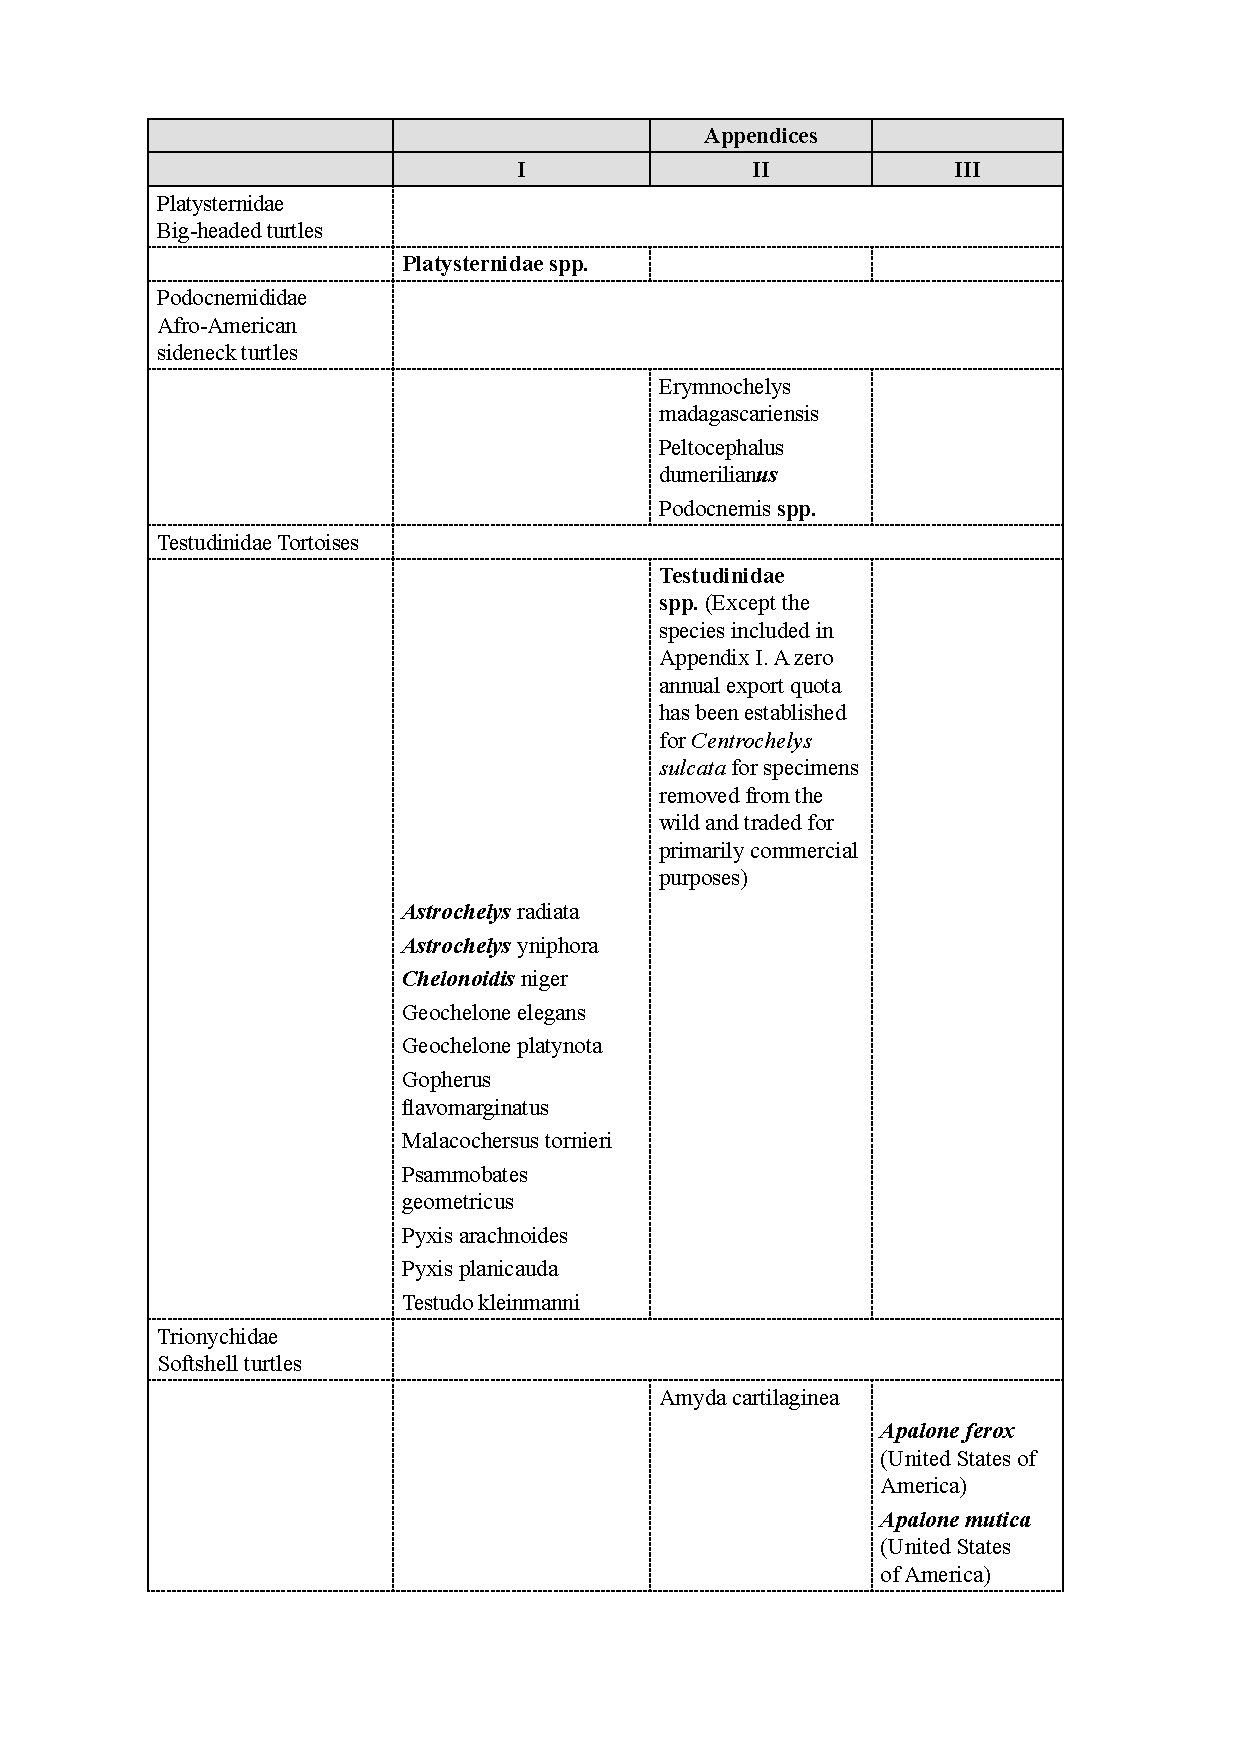 Appendices
I II III
Platysternidae
Big-headed turtles
Platysternidae spp.
Podocnemididae
Afro-American
sideneck turtles
Erymnochelys
madagascariensis
Peltocephalus
dumerilianus
Podocnemis spp.
Testudinidae Tortoises
Testudinidae
spp. (Except the
species included in
Appendix I. A zero
annual export quota
has been established
for Centrochelys
sulcata for specimens
removed from the
wild and traded for
primarily commercial
purposes)
Astrochelys radiata
Astrochelys yniphora
Chelonoidis niger
Geochelone elegans
Geochelone platynota
Gopherus
flavomarginatus
Malacochersus tornieri
Psammobates
geometricus
Pyxis arachnoides
Pyxis planicauda
Testudo kleinmanni
Trionychidae
Softshell turtles
Amyda cartilaginea
Apalone ferox
(United States of
America)
Apalone mutica
(United States
of America)